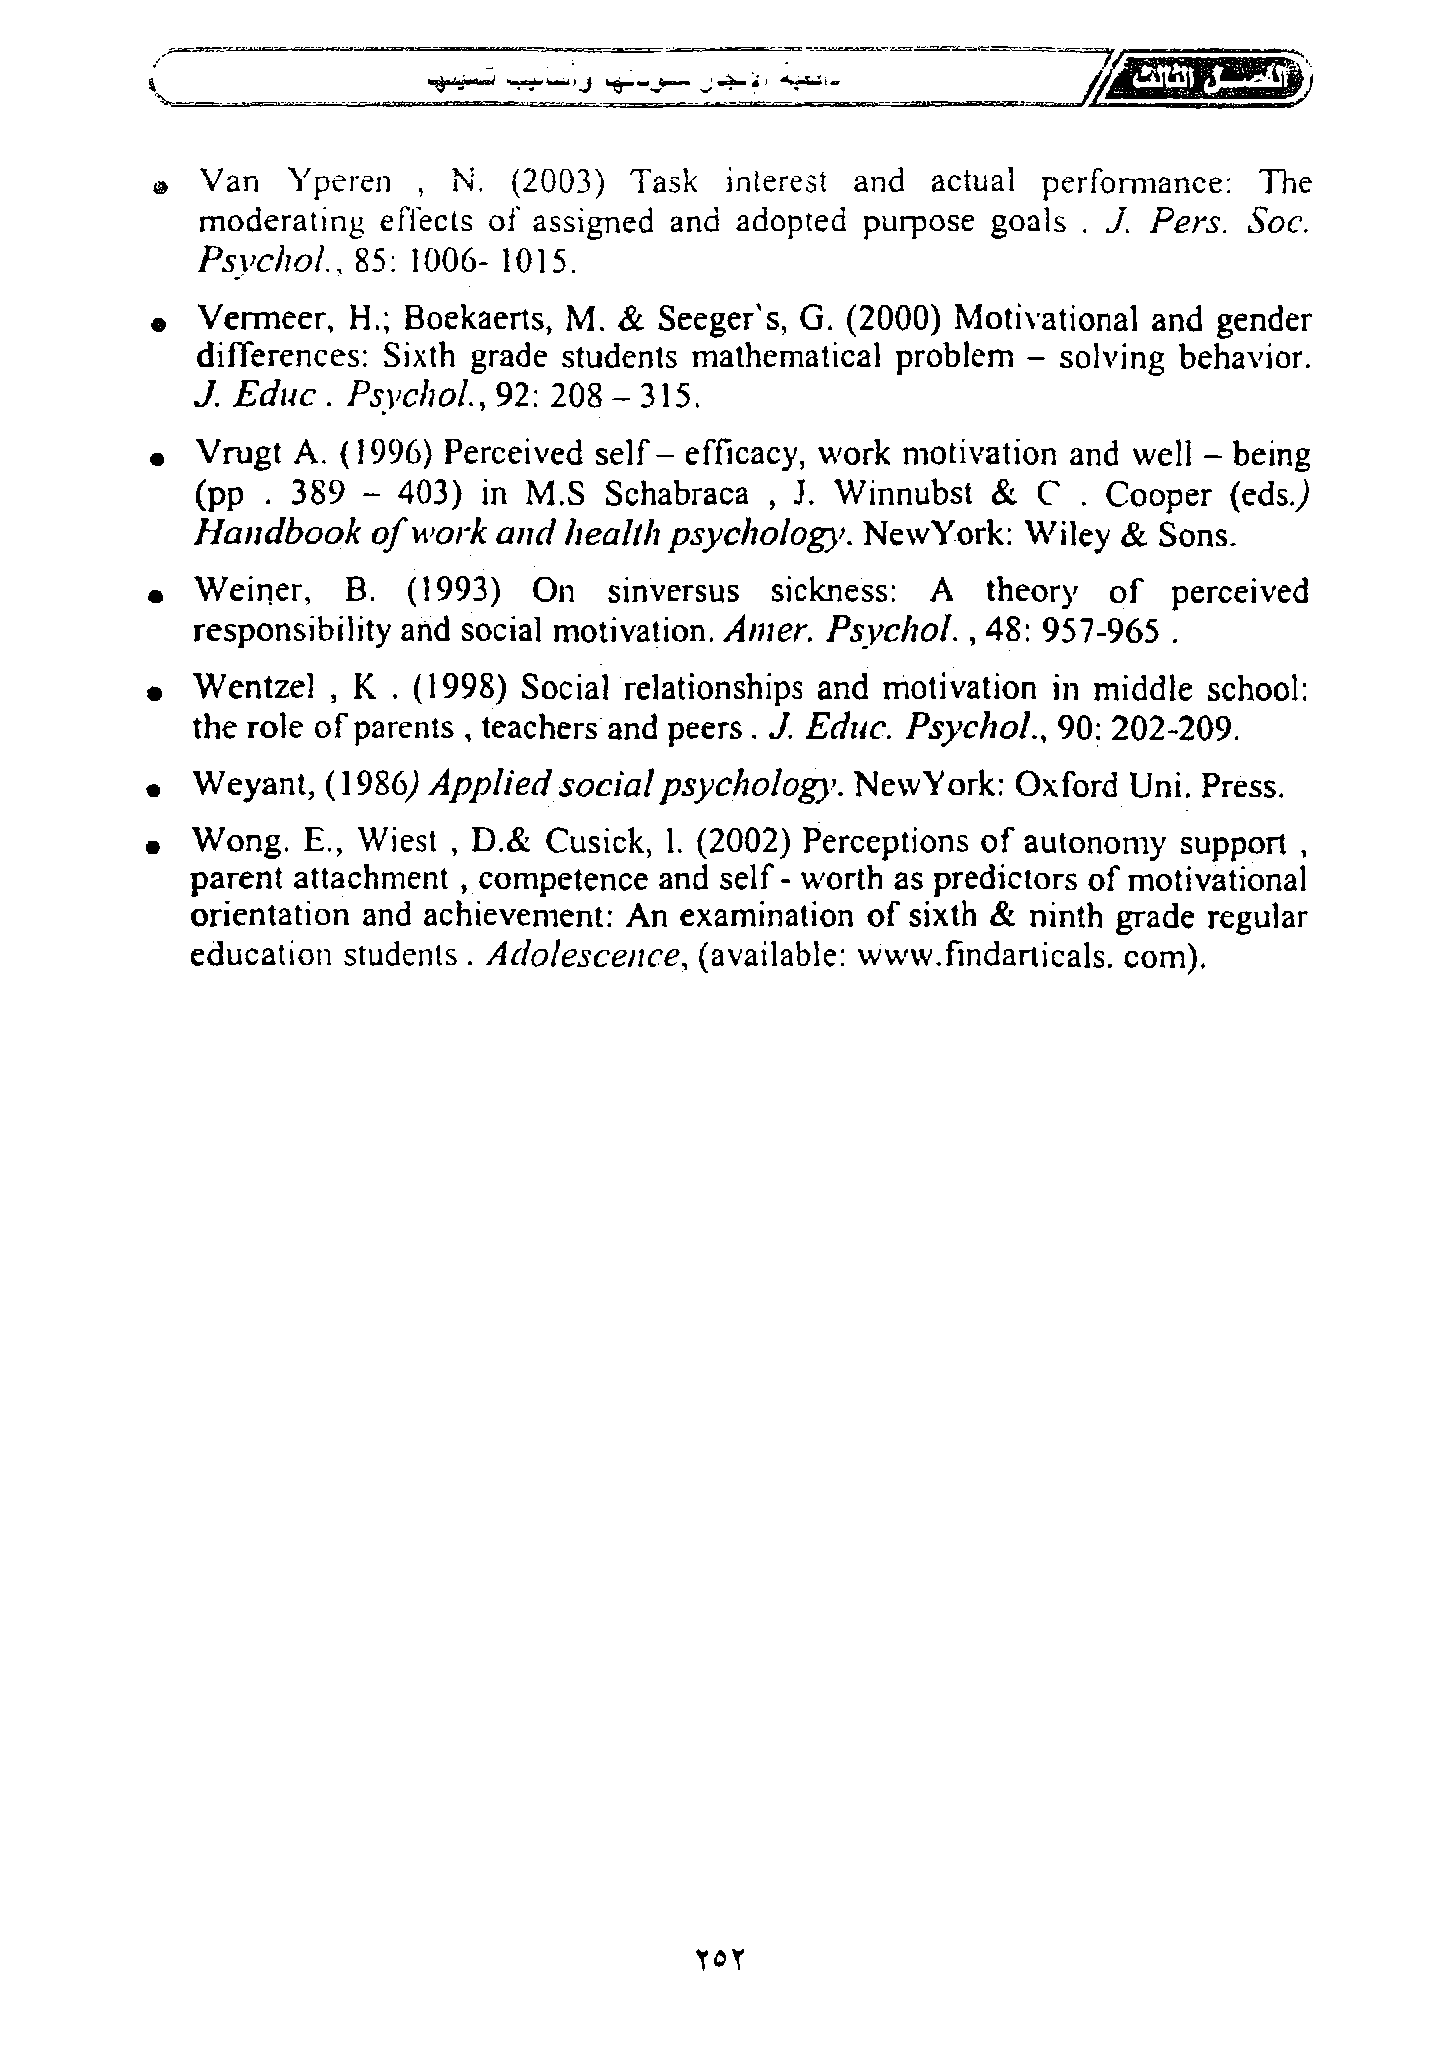 الفصل الثالث
• Van Yperen , N. (2003) Task interest and actual performance: The
moderating effects of assigned and adopted purpose goals . J. Pers. Soc.
Psychol., 85: 1006- 1015.
• Vermeer, H.; Boekaerts, M. & Seeger's, G. (2000) Motivational and gender
differences: Sixth grade students mathematical problem – solving behavior.
J. Educ . Psychol., 92: 208 – 315.
• Vrugt A. (1996) Perceived self – efficacy, work motivation and well – being
(pp . 389 – 403) in M.S Schabraca , J. Winnubst & C . Cooper (eds.)
Handbook of work and health psychology. NewYork: Wiley & Sons.
• Weiner, B. (1993) On sinversus sickness: A theory of perceived
responsibility and social motivation. Amer. Psychol. , 48: 957-965 .
• Wentzel , K . (1998) Social relationships and motivation in middle school:
the role of parents , teachers and peers . J. Educ. Psychol., 90: 202-209.
• Weyant, (1986) Applied social psychology. NewYork: Oxford Uni. Press.
• Wong. E., Wiest , D.& Cusick, l. (2002) Perceptions of autonomy support ,
parent attachment , competence and self - worth as predictors of motivational
orientation and achievement: An examination of sixth & ninth grade regular
education students . Adolescence, (available: www.findarticals. com).
٢٥٢